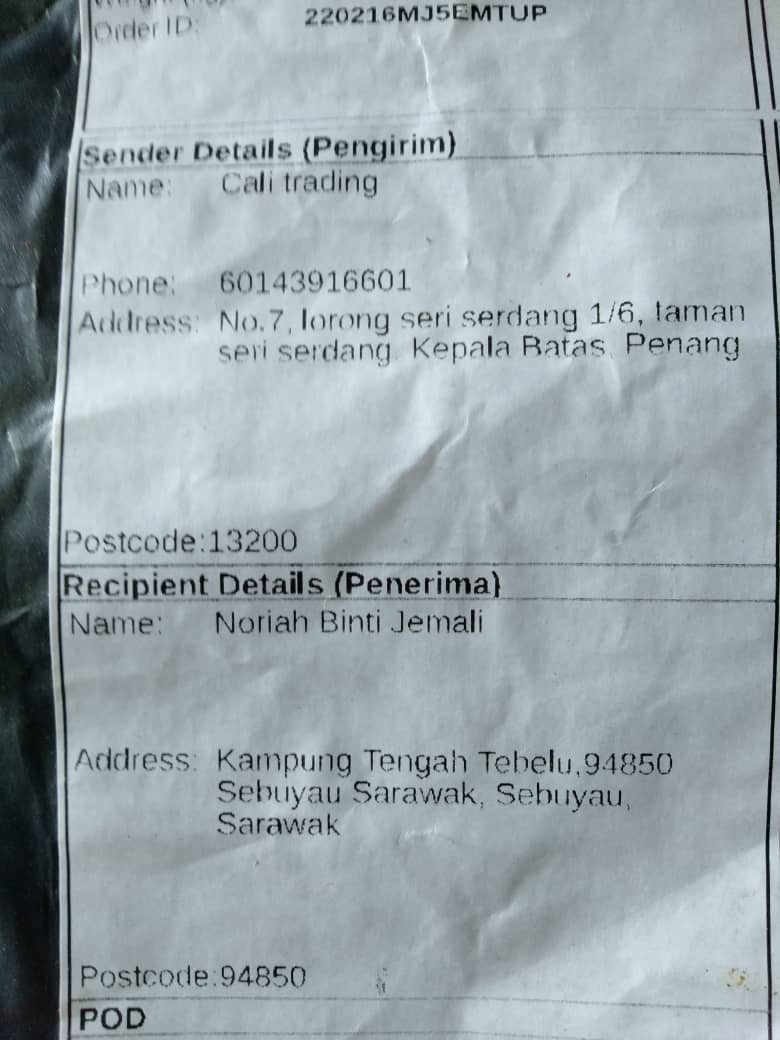 Order ID: 220216MJ5EMTUP
Sender Details (Pengirim)
Name: Cali trading
Phone: 60143916601
Address: No.7, lorong seri serdang 1/6, taman
seri serdang, Kepala Batas, Penang
Postcode:13200
Recipient Details (Penerima)
Name: Noriah Binti Jemali
Address: Kampung Tengah Tebelu,94850
Sebuyau Sarawak, Sebuyau,
Sarawak
Postcode:94850
POD